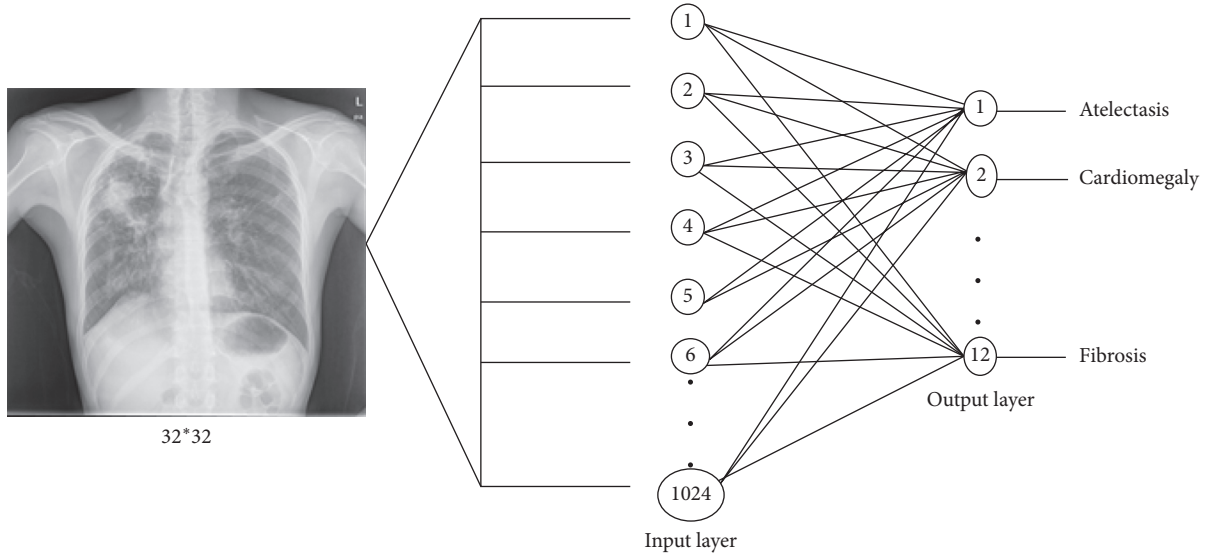 L
32*32
1
2
3
4
5
6
1024
Input layer
1
2
12
Output layer
Atelectasis
Cardiomegaly
Fibrosis